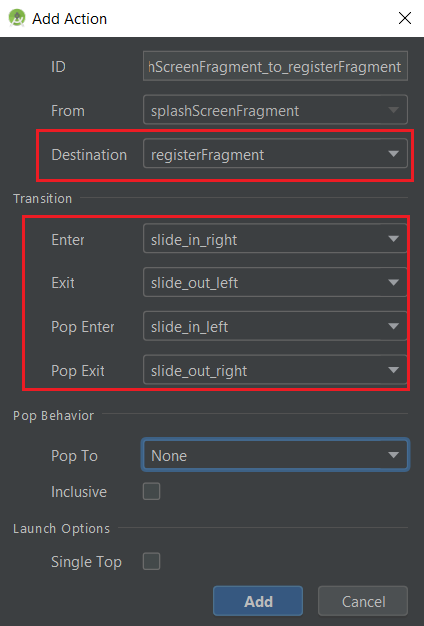 Add Action
ID hScreenFragment_to_registerFragment
From splashScreenFragment
Destination registerFragment
Transition
Enter slide_in_right
Exit slide_out_left
Pop Enter slide_in_left
Pop Exit slide_out_right
Pop Behavior
Pop To None
Inclusive
Launch Options
Single Top
Add Cancel